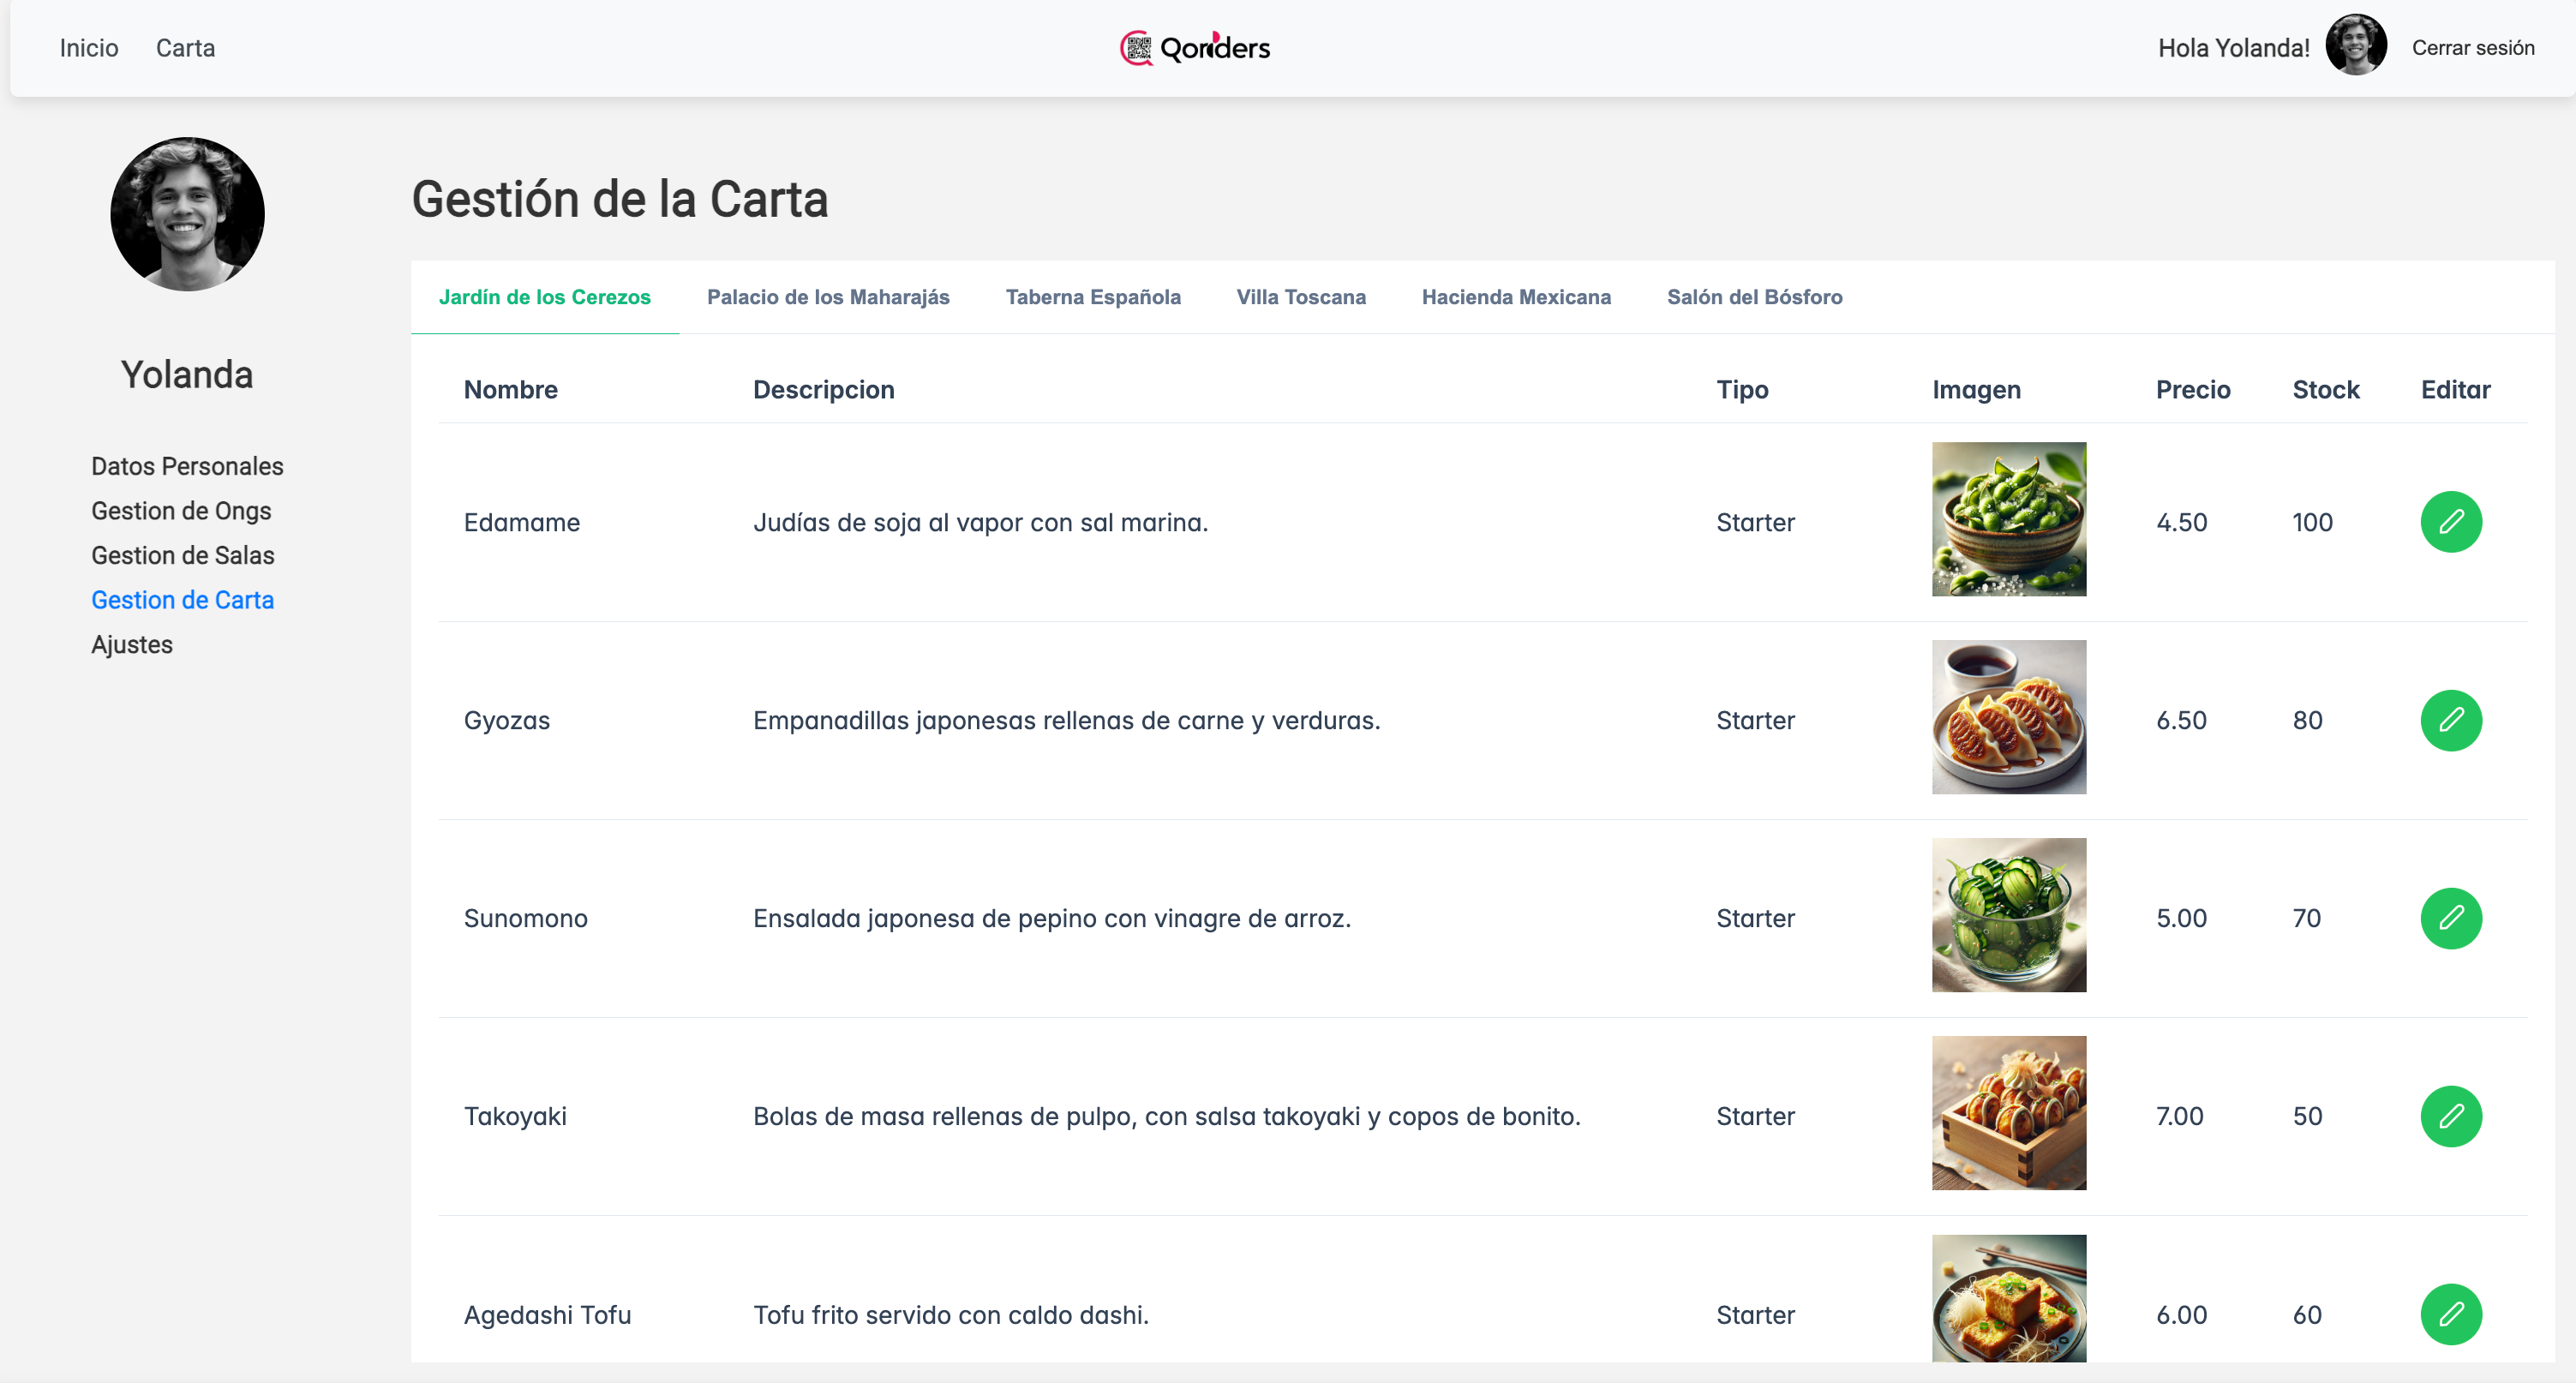 Inicio Carta Qorders Hola Yolanda! Cerrar sesión
Yolanda
Datos Personales
Gestion de Ongs
Gestion de Salas
Gestion de Carta
Ajustes
Gestión de la Carta
Jardín de los Cerezos Palacio de los Maharajás Taberna Española Villa Toscana Hacienda Mexicana Salón del Bósforo
Nombre Descripcion Tipo Imagen Precio Stock Editar
Edamame Judías de soja al vapor con sal marina. Starter 4.50 100
Gyozas Empanadillas japonesas rellenas de carne y verduras. Starter 6.50 80
Sunomono Ensalada japonesa de pepino con vinagre de arroz. Starter 5.00 70
Takoyaki Bolas de masa rellenas de pulpo, con salsa takoyaki y copos de bonito. Starter 7.00 50
Agedashi Tofu Tofu frito servido con caldo dashi. Starter 6.00 60